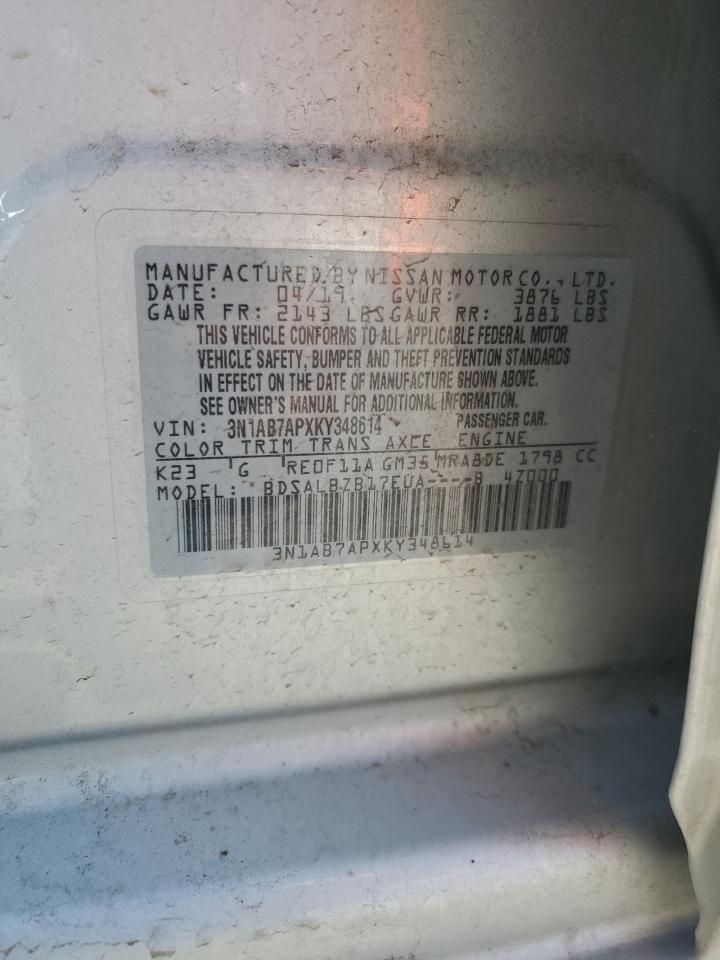 MANUFACTURED BY NISSAN MOTOR CO., LTD.
DATE: 04/19 GVWR: 3876 LBS
GAWR FR: 2143 LBS GAWR RR: 1881 LBS
THIS VEHICLE CONFORMS TO ALL APPLICABLE FEDERAL MOTOR
VEHICLE SAFETY, BUMPER AND THEFT PREVENTION STANDARDS
IN EFFECT ON THE DATE OF MANUFACTURE SHOWN ABOVE.
SEE OWNER'S MANUAL FOR ADDITIONAL INFORMATION.
VIN: 3N1AB7APXKY348614 PASSENGER CAR.
COLOR TRIM TRANS AXLE ENGINE
K23 G RE0F11A GM35 MRA8DE 1798 CC
MODEL: BDSALBZB17EUA----B 4Z000
3N1AB7APXKY348614